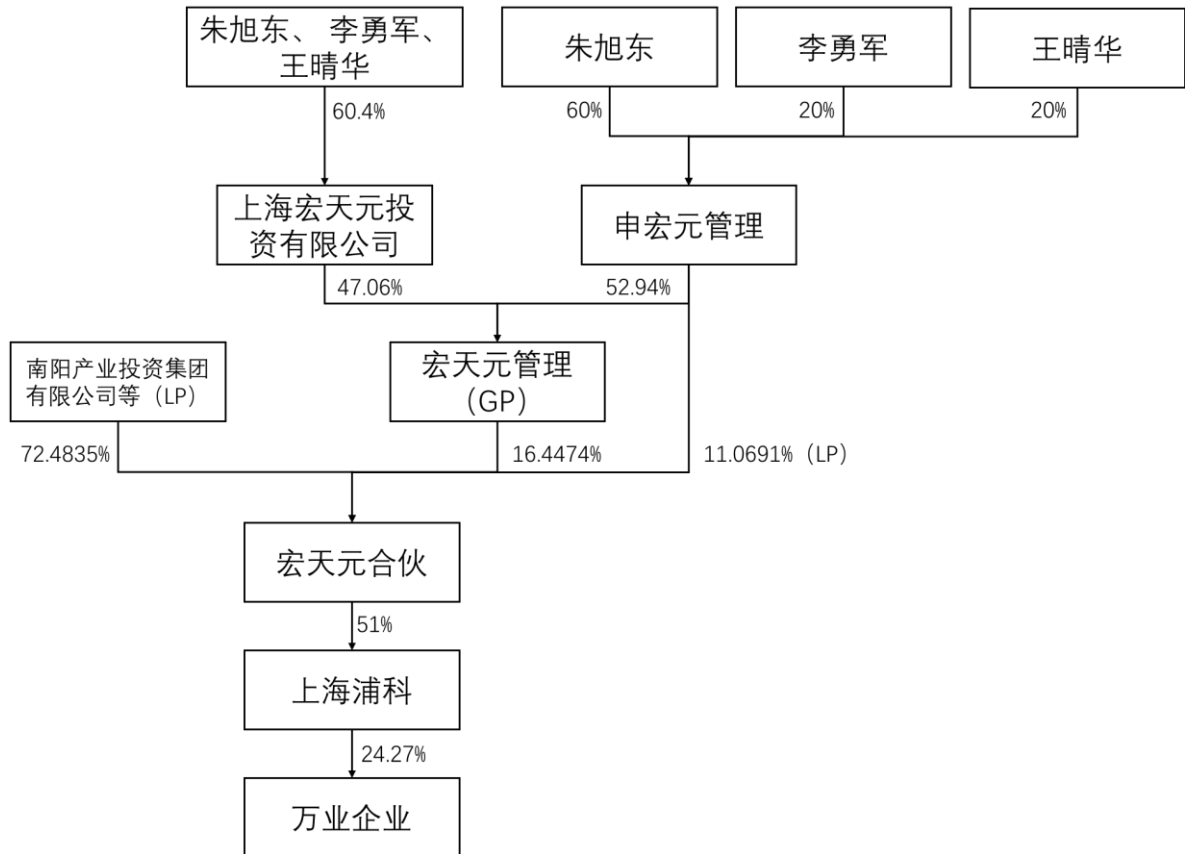 朱旭东、 李勇军、
王晴华
朱旭东
李勇军
王晴华
60.4%
60%
20%
20%
上海宏天元投
资有限公司
申宏元管理
47.06%
52.94%
南阳产业投资集团
有限公司等（LP）
宏天元管理
（GP）
72.4835%
16.4474%
11.0691%（LP）
宏天元合伙
51%
上海浦科
24.27%
万业企业